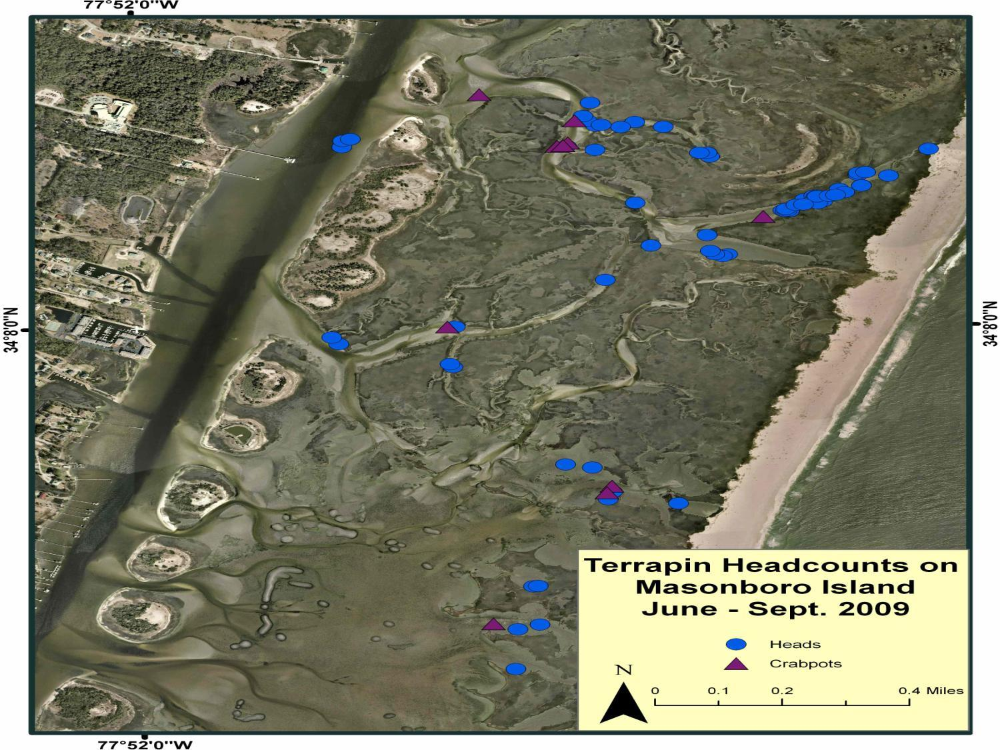 77°52'0"W
34°8'0"N
34°8'0"N
Terrapin Headcounts on
Masonboro Island
June - Sept. 2009
Heads
Crabpots
N
0 0.1 0.2 0.4 Miles
77°52'0"W